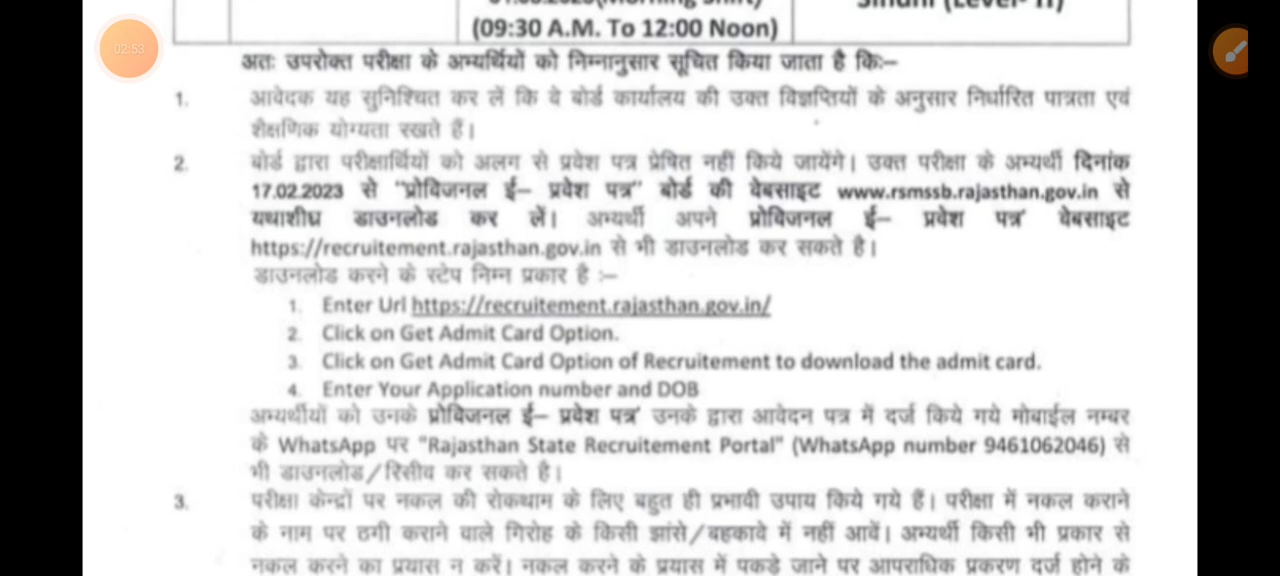 (09:30 A.M. To 12:00 Noon)
02:53
अतः उपरोक्त परीक्षा के अभ्यर्थियों को निम्नानुसार सूचित किया जाता है किः–
1. आवेदक यह सुनिश्चित कर लें कि वे बोर्ड कार्यालय की उक्त विज्ञप्तियों के अनुसार निर्धारित पात्रता एवं
शैक्षणिक योग्यता रखते हैं।
2. बोर्ड द्वारा परीक्षार्थियों को अलग से प्रवेश पत्र प्रेषित नहीं किये जायेंगे। उक्त परीक्षा के अभ्यर्थी दिनांक
17.02.2023 से "प्रोविजनल ई– प्रवेश पत्र" बोर्ड की वेबसाइट www.rsmssb.rajasthan.gov.in से
यथाशीघ्र डाउनलोड कर लें। अभ्यर्थी अपने प्रोविजनल ई– प्रवेश पत्र वेबसाइट
https://recruitement.rajasthan.gov.in से भी डाउनलोड कर सकते है।
डाउनलोड करने के स्टेप निम्न प्रकार है :–
1. Enter Url https://recruitement.rajasthan.gov.in/
2. Click on Get Admit Card Option.
3. Click on Get Admit Card Option of Recruitement to download the admit card.
4. Enter Your Application number and DOB
अभ्यर्थीयों को उनके प्रोविजनल ई– प्रवेश पत्र उनके द्वारा आवेदन पत्र में दर्ज किये गये मोबाईल नम्बर
के WhatsApp पर "Rajasthan State Recruitement Portal" (WhatsApp number 9461062046) से
भी डाउनलोड/रिसीव कर सकते है।
3. परीक्षा केन्द्रों पर नकल की रोकथाम के लिए बहुत ही प्रभावी उपाय किये गये हैं। परीक्षा में नकल कराने
के नाम पर ठगी कराने वाले गिरोह के किसी झांसे/बहकावे में नहीं आवें। अभ्यर्थी किसी भी प्रकार से
नकल करने का प्रयास न करें। नकल करने के प्रयास में पकडे जाने पर आपराधिक प्रकरण दर्ज होने के